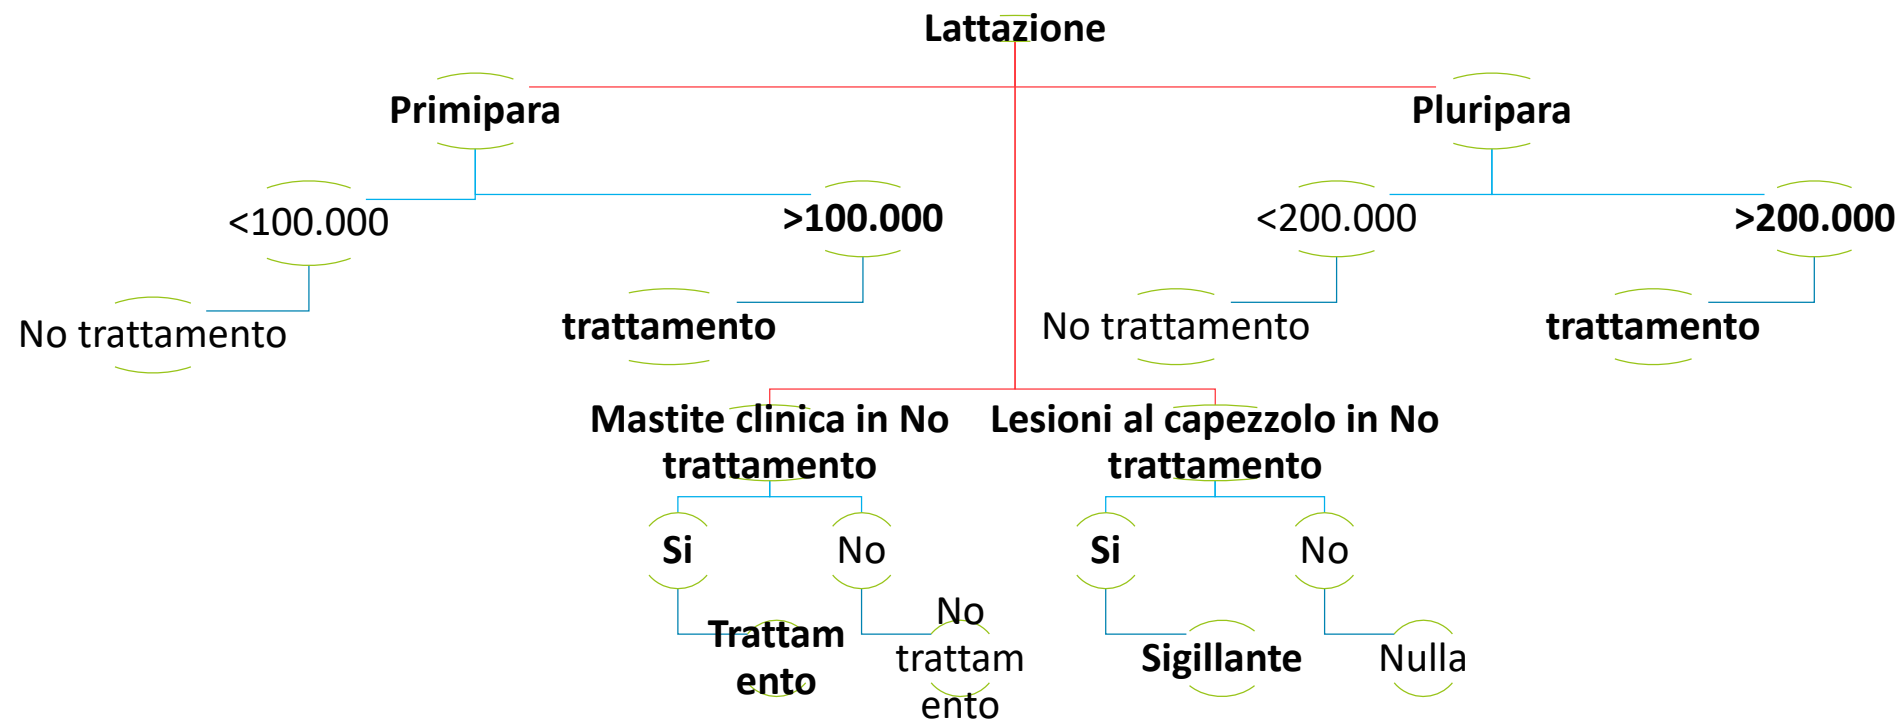 Lattazione
Primipara
Pluripara
<100.000
>100.000
<200.000
>200.000
No trattamento
trattamento
No trattamento
trattamento
Mastite clinica in No
trattamento
Lesioni al capezzolo in No
trattamento
Si
No
Si
No
Trattam
ento
No
trattam
ento
Sigillante
Nulla